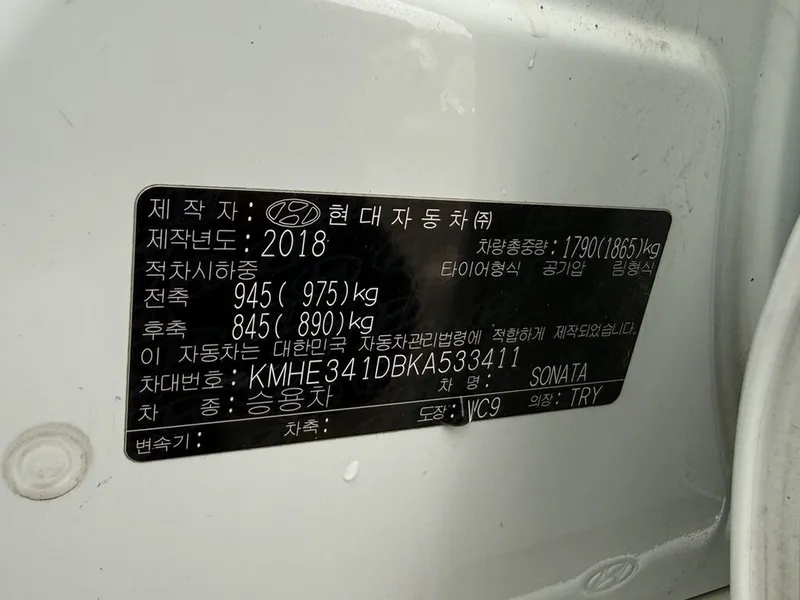 제 작 자 : 현대자동차㈜
제작년도 : 2018 차량총중량 : 1790(1865)kg
적차시하중 타이어형식 공기압 림형식
전축 945( 975)kg
후축 845( 890)kg
이 자동차는 대한민국 자동차관리법령에 적합하게 제작되었습니다.
차대번호 : KMHE341DBKA533411
차 종 : 승용차 차 명 : SONATA
변속기 : 차축 : 도장 : WC9 의장 : TRY